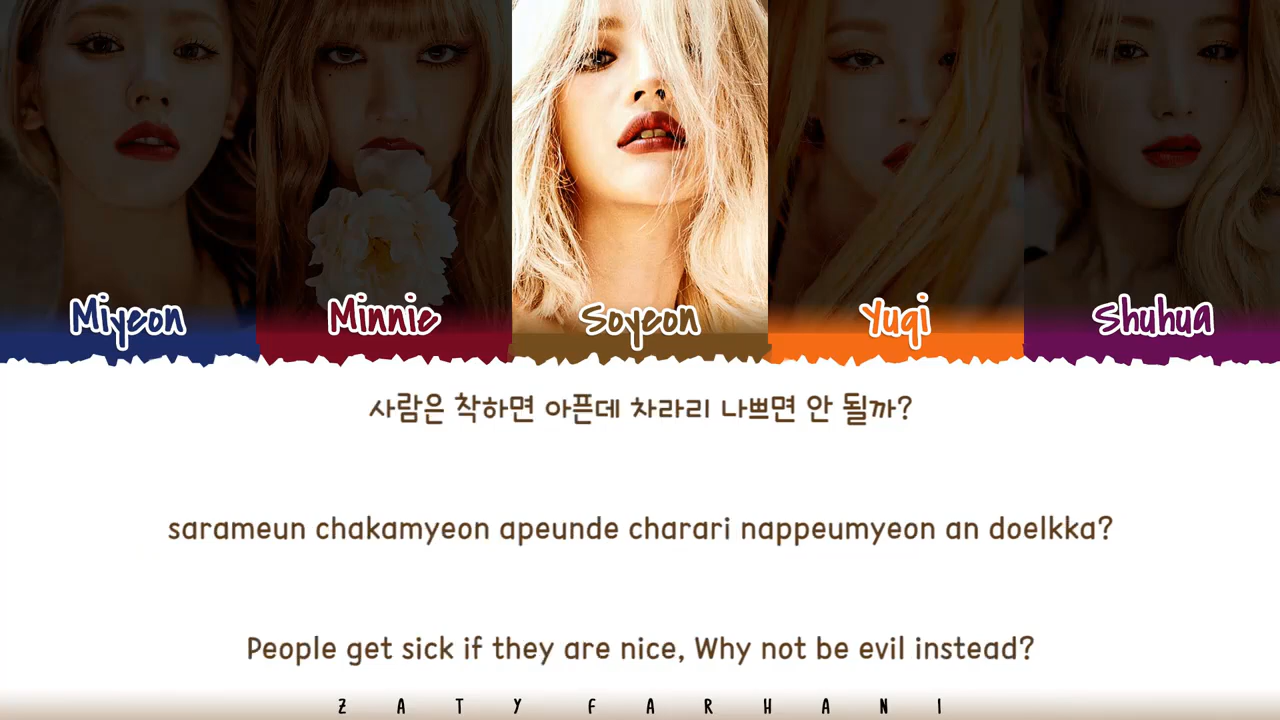 Miyeon Minnie Soyeon Yuqi Shuhua
사람은 착하면 아픈데 차라리 나쁘면 안 될까?
sarameun chakamyeon apeunde charari nappeumyeon an doelkka?
People get sick if they are nice, Why not be evil instead?
ZATY FARHANI